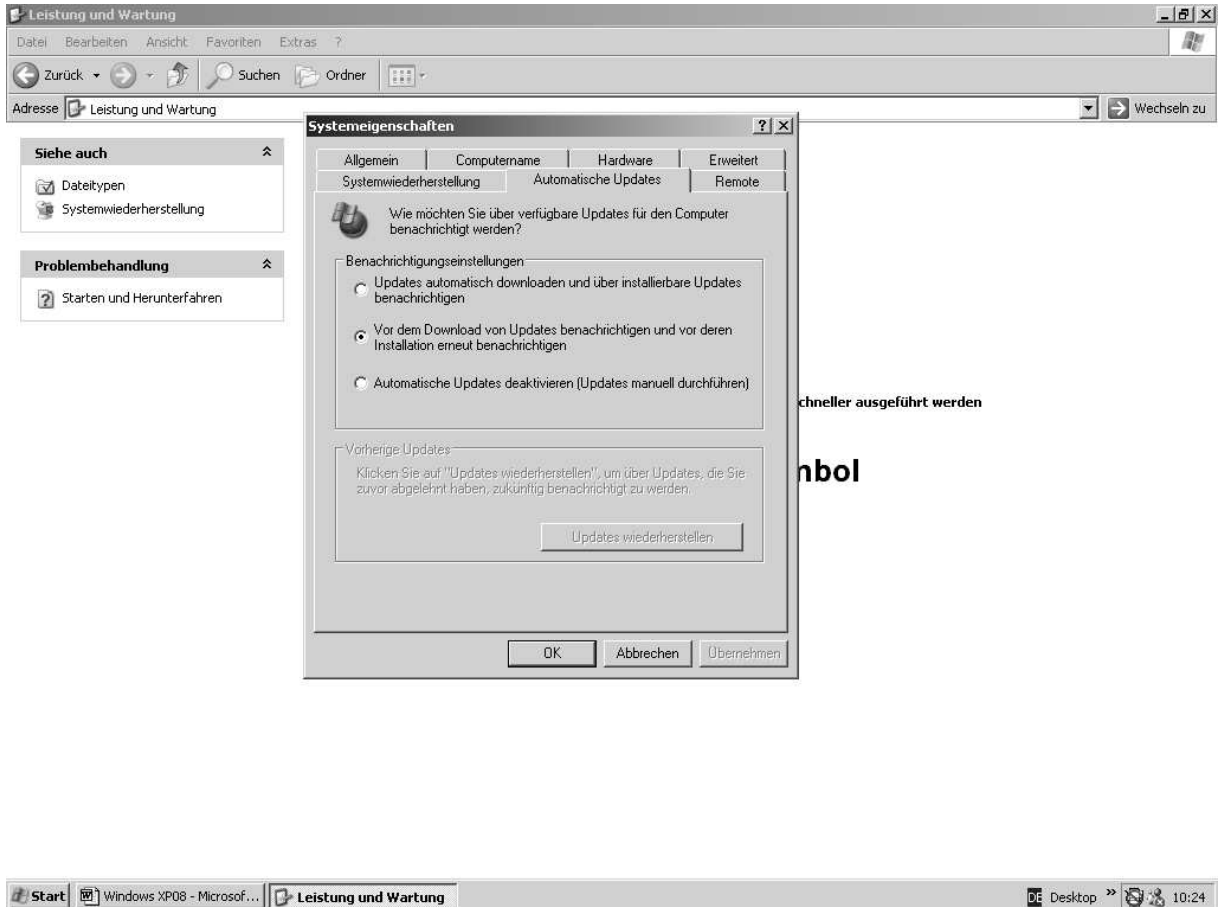 Leistung und Wartung
Datei Bearbeiten Ansicht Favoriten Extras ?
Zurück Suchen Ordner
Adresse Leistung und Wartung Wechseln zu
Siehe auch
Dateitypen
Systemwiederherstellung
Problembehandlung
Starten und Herunterfahren
Systemeigenschaften
Allgemein Computername Hardware Erweitert
Systemwiederherstellung Automatische Updates Remote
Wie möchten Sie über verfügbare Updates für den Computer
benachrichtigt werden?
Benachrichtigungseinstellungen
Updates automatisch downloaden und über installierbare Updates
benachrichtigen
Vor dem Download von Updates benachrichtigen und vor deren
Installation erneut benachrichtigen
Automatische Updates deaktivieren (Updates manuell durchführen)
Vorherige Updates
Klicken Sie auf "Updates wiederherstellen", um über Updates, die Sie
zuvor abgelehnt haben, zukünftig benachrichtigt zu werden.
Updates wiederherstellen
OK Abbrechen Übernehmen
chneller ausgeführt werden
nbol
Start Windows XP08 - Microsof... Leistung und Wartung DE Desktop » 10:24